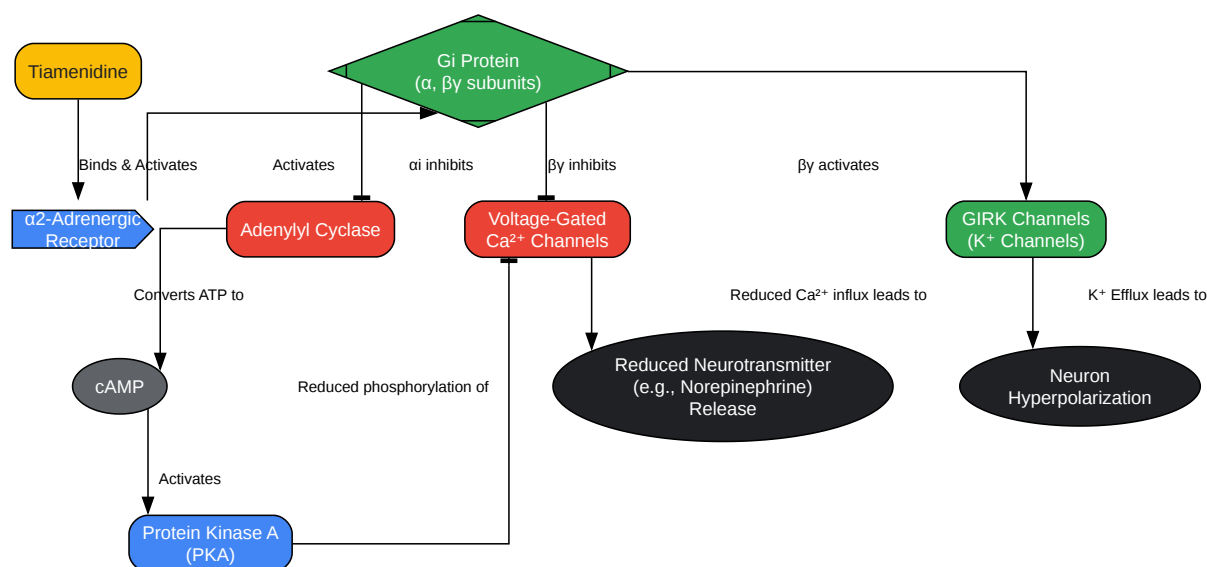 Gi Protein
(α, βγ subunits)
Tiamenidine
Binds & Activates
Activates
αi inhibits
βγ inhibits
βγ activates
α2-Adrenergic
Receptor
Adenylyl Cyclase
Voltage-Gated
Ca²⁺ Channels
GIRK Channels
(K⁺ Channels)
Converts ATP to
Reduced Ca²⁺ influx leads to
K⁺ Efflux leads to
cAMP
Reduced phosphorylation of
Reduced Neurotransmitter
(e.g., Norepinephrine)
Release
Neuron
Hyperpolarization
Activates
Protein Kinase A
(PKA)